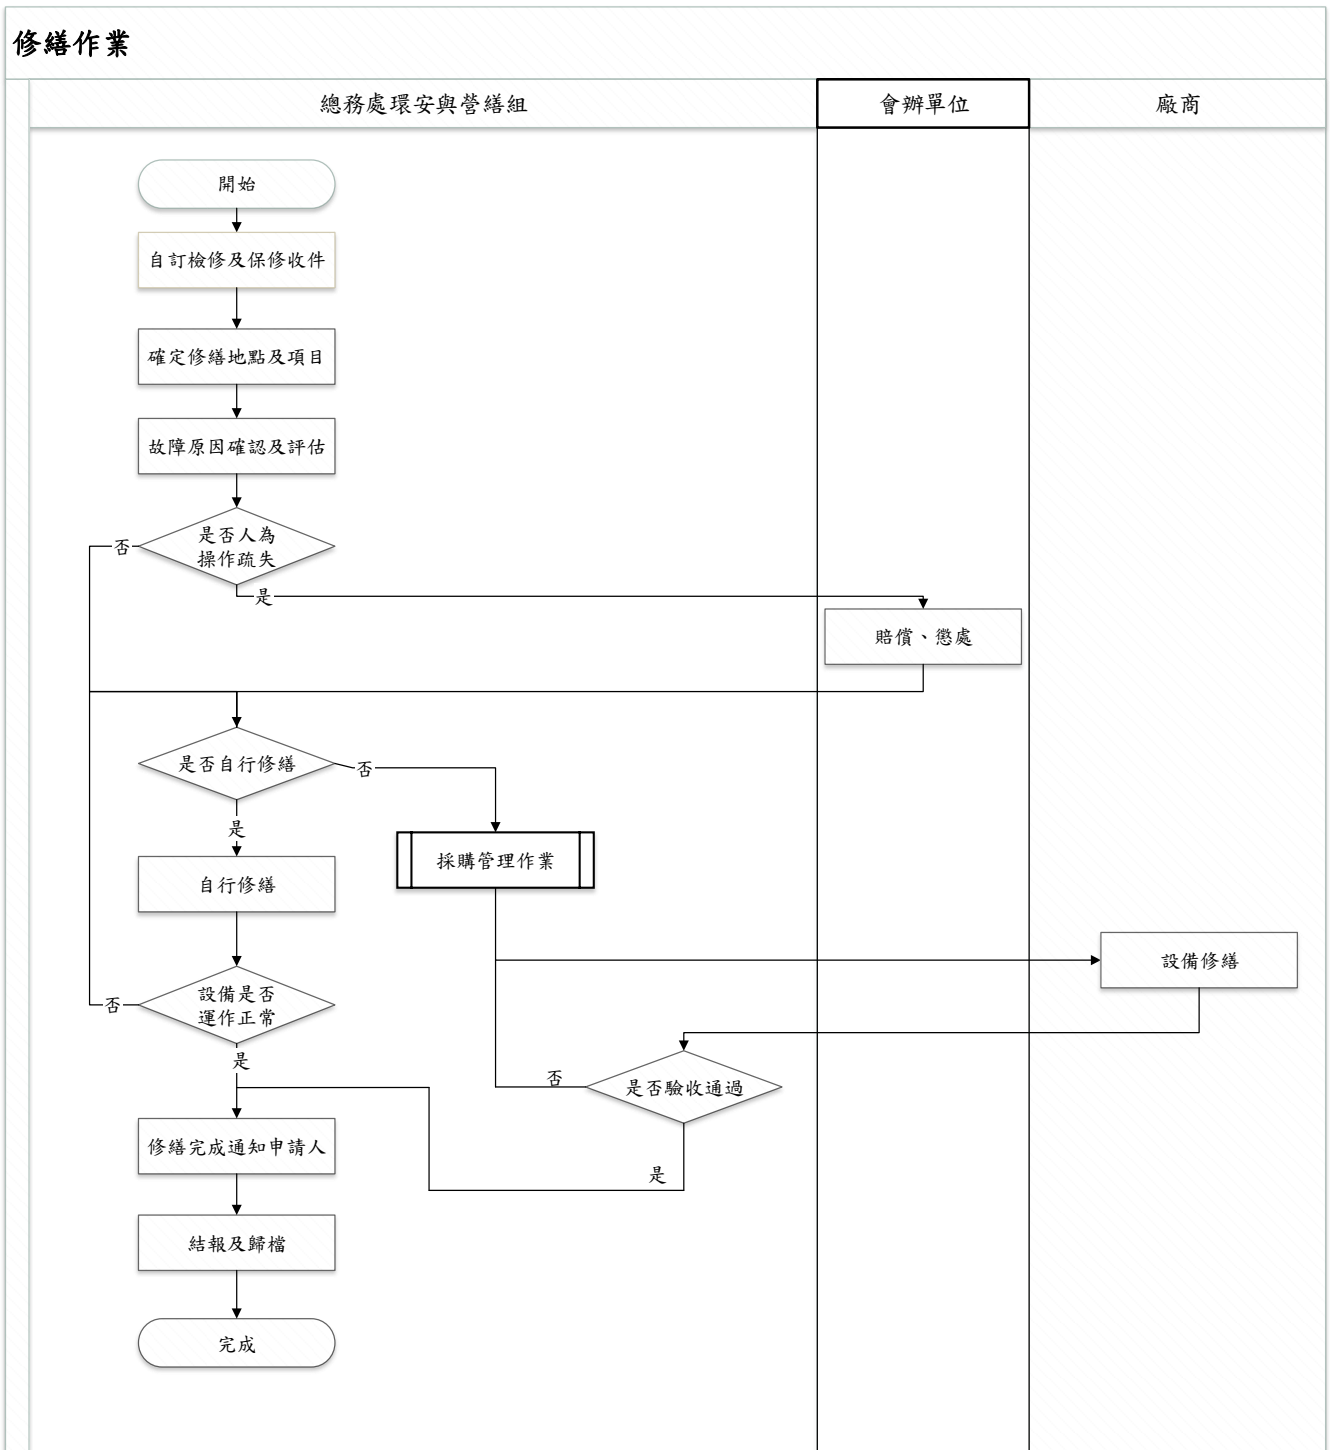 修繕作業
總務處環安與營繕組
會辦單位
廠商
開始
自訂檢修及保修收件
確定修繕地點及項目
故障原因確認及評估
是否人為
操作疏失
否
是
賠償、懲處
是否自行修繕
否
是
採購管理作業
自行修繕
設備修繕
設備是否
運作正常
否
是
是否驗收通過
否
是
修繕完成通知申請人
結報及歸檔
完成